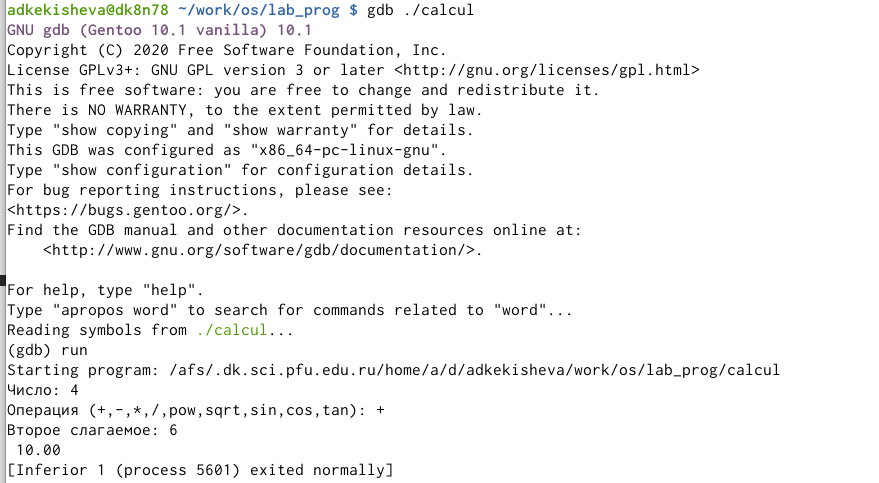 adkekisheva@dk8n78 ~/work/os/lab_prog $ gdb ./calcul
GNU gdb (Gentoo 10.1 vanilla) 10.1
Copyright (C) 2020 Free Software Foundation, Inc.
License GPLv3+: GNU GPL version 3 or later <http://gnu.org/licenses/gpl.html>
This is free software: you are free to change and redistribute it.
There is NO WARRANTY, to the extent permitted by law.
Type "show copying" and "show warranty" for details.
This GDB was configured as "x86_64-pc-linux-gnu".
Type "show configuration" for configuration details.
For bug reporting instructions, please see:
<https://bugs.gentoo.org/>.
Find the GDB manual and other documentation resources online at:
    <http://www.gnu.org/software/gdb/documentation/>.

For help, type "help".
Type "apropos word" to search for commands related to "word"...
Reading symbols from ./calcul...
(gdb) run
Starting program: /afs/.dk.sci.pfu.edu.ru/home/a/d/adkekisheva/work/os/lab_prog/calcul
Число: 4
Операция (+,-,*,/,pow,sqrt,sin,cos,tan): +
Второе слагаемое: 6
 10.00
[Inferior 1 (process 5601) exited normally]